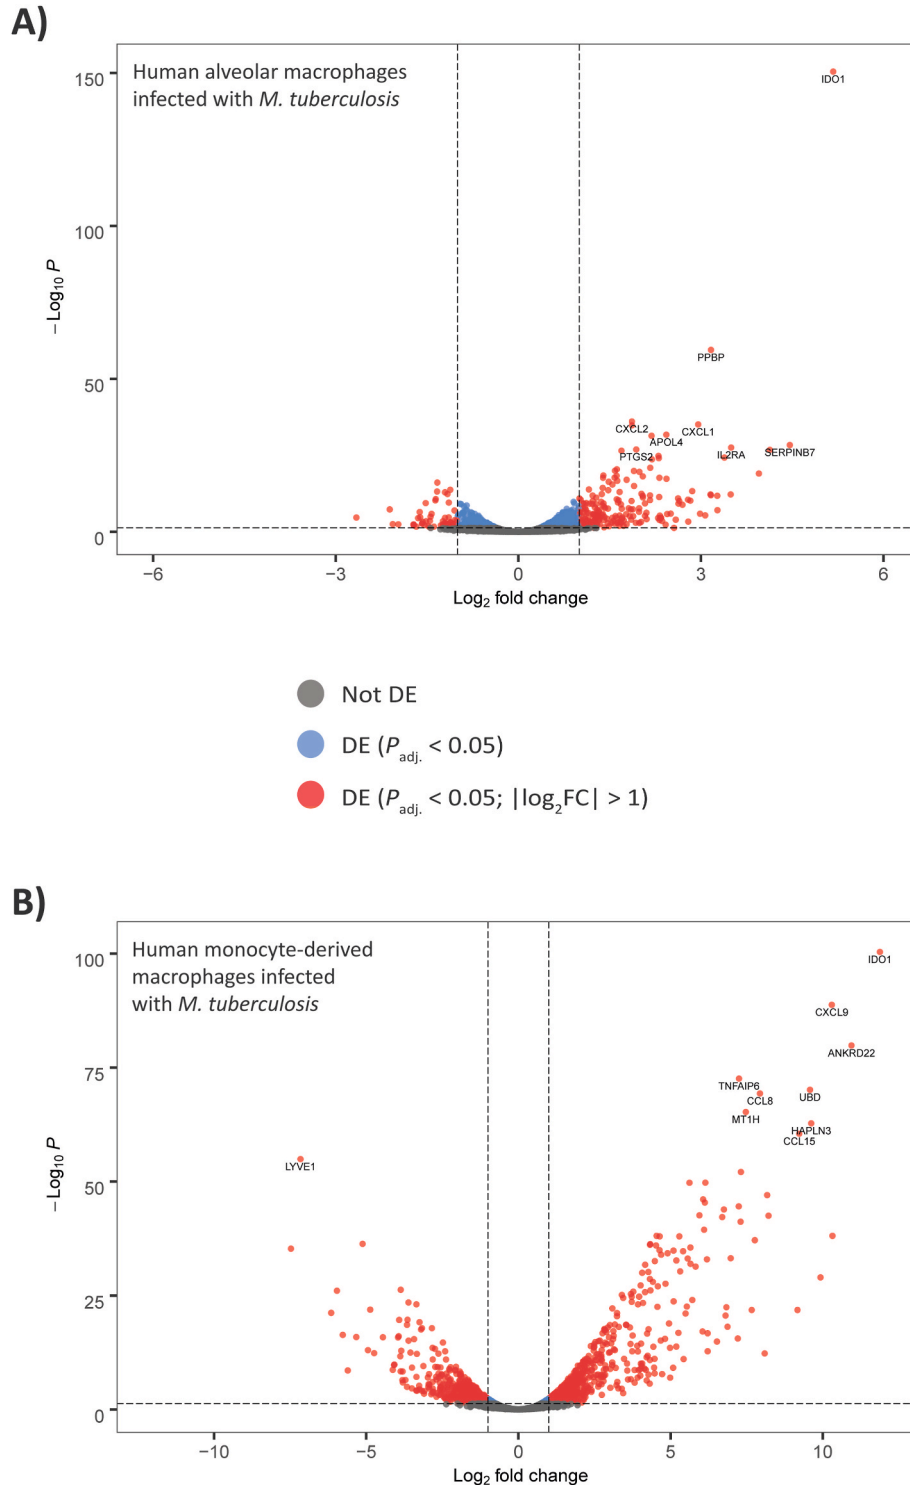 A)
Human alveolar macrophages
infected with M. tuberculosis
150
100
50
0
−Log₁₀ P
IDO1
PPBP
CXCL2
CXCL1
APOL4
PTGS2
IL2RA
SERPINB7
−6
−3
0
3
6
Log₂ fold change
Not DE
DE (P adj. < 0.05)
DE (P adj. < 0.05; |log₂FC| > 1)
B)
Human monocyte-derived
macrophages infected
with M. tuberculosis
100
75
50
25
0
−Log₁₀ P
IDO1
CXCL9
ANKRD22
TNFAIP6
CCL8
UBD
MT1H
HAPLN3
CCL15
LYVE1
−10
−5
0
5
10
Log₂ fold change